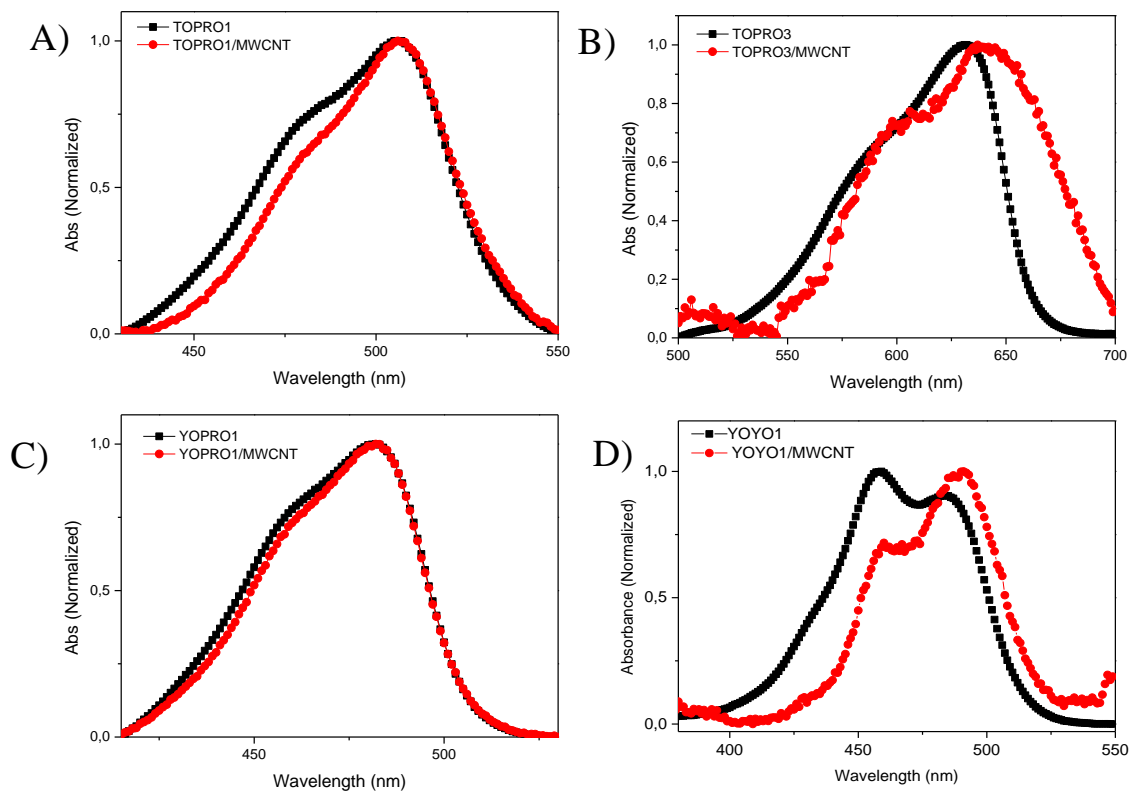 A)
TOPRO1
TOPRO1/MWCNT
1,0
0,5
0,0
Abs (Normalized)
450
500
550
Wavelength (nm)
B)
TOPRO3
TOPRO3/MWCNT
1,0
0,8
0,6
0,4
0,2
0,0
Abs (Normalized)
500
550
600
650
700
Wavelength (nm)
C)
YOPRO1
YOPRO1/MWCNT
1,0
0,5
0,0
Abs (Normalized)
450
500
Wavelength (nm)
D)
YOYO1
YOYO1/MWCNT
1,0
0,5
0,0
Absorbance (Normalized)
400
450
500
550
Wavelength (nm)